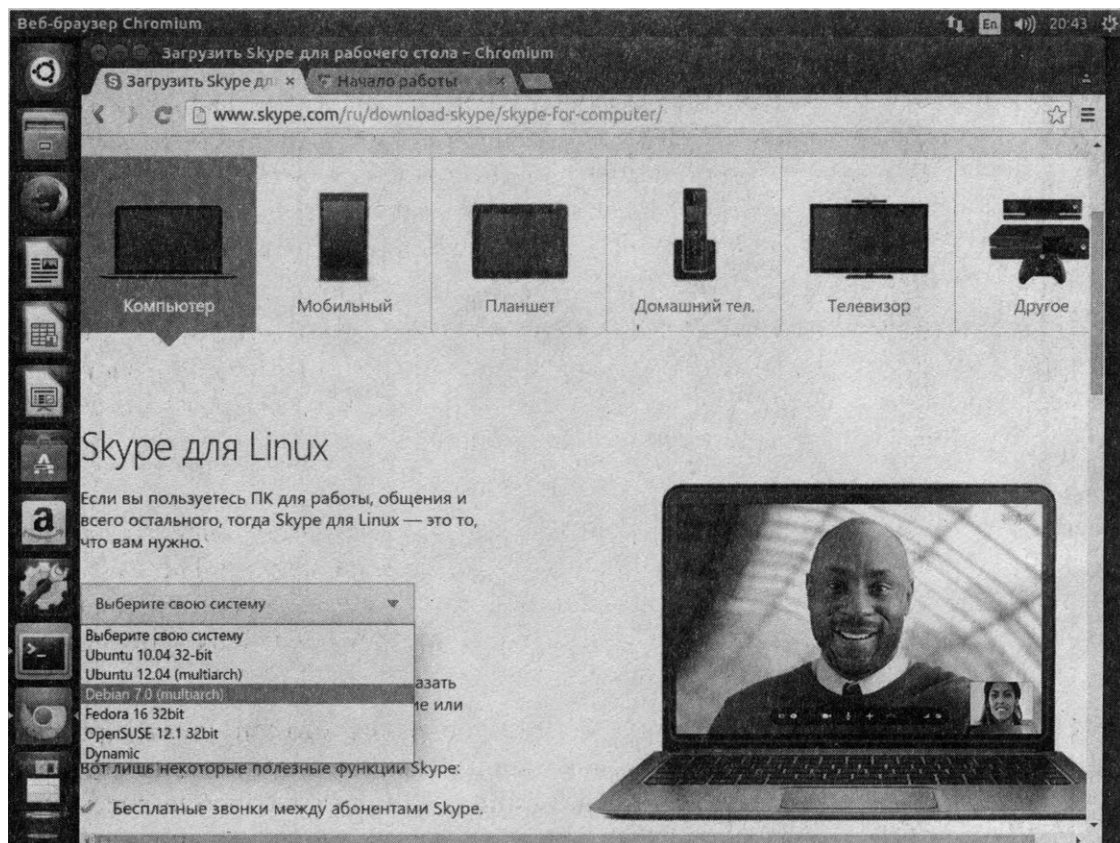 Веб-браузер Chromium
En 20:43
Загрузить Skype для рабочего стола – Chromium
Загрузить Skype дл ×
Начало работы ×
www.skype.com/ru/download-skype/skype-for-computer/
Компьютер
Мобильный
Планшет
Домашний тел.
Телевизор
Другое
Skype для Linux
Если вы пользуетесь ПК для работы, общения и
всего остального, тогда Skype для Linux — это то,
что вам нужно.
Выберите свою систему
Выберите свою систему
Ubuntu 10.04 32-bit
Ubuntu 12.04 (multiarch)
азать
Debian 7.0 (multiarch)
ие или
Fedora 16 32bit
OpenSUSE 12.1 32bit
Dynamic
Вот лишь некоторые полезные функции Skype:
Бесплатные звонки между абонентами Skype.